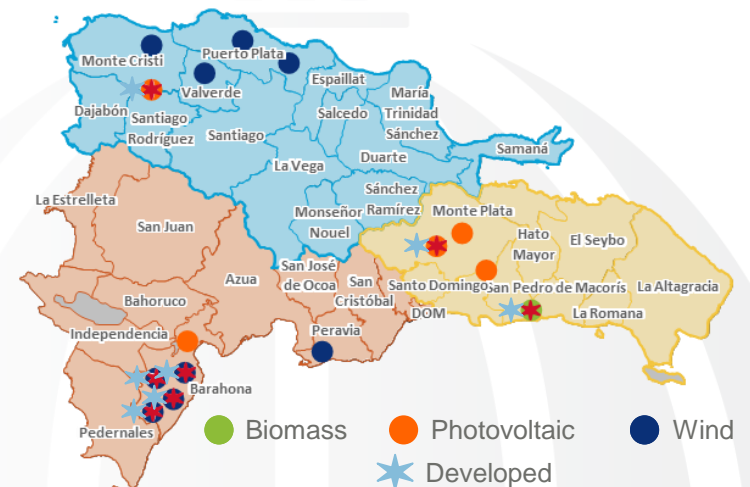 Monte Cristi
Puerto Plata
Espaillat
Valverde
María
Trinidad
Sánchez
Dajabón
Santiago
Rodríguez
Santiago
Salcedo
Samaná
La Vega
Duarte
Sánchez
Ramírez
La Estrelleta
San Juan
Monseñor
Nouel
Monte Plata
Hato
Mayor
El Seybo
San José
de Ocoa
San
Cristóbal
Azua
Santo Domingo
San Pedro de Macorís
La Altagracia
Bahoruco
DOM
La Romana
Independencia
Peravia
Barahona
Pedernales
Biomass
Photovoltaic
Wind
Developed